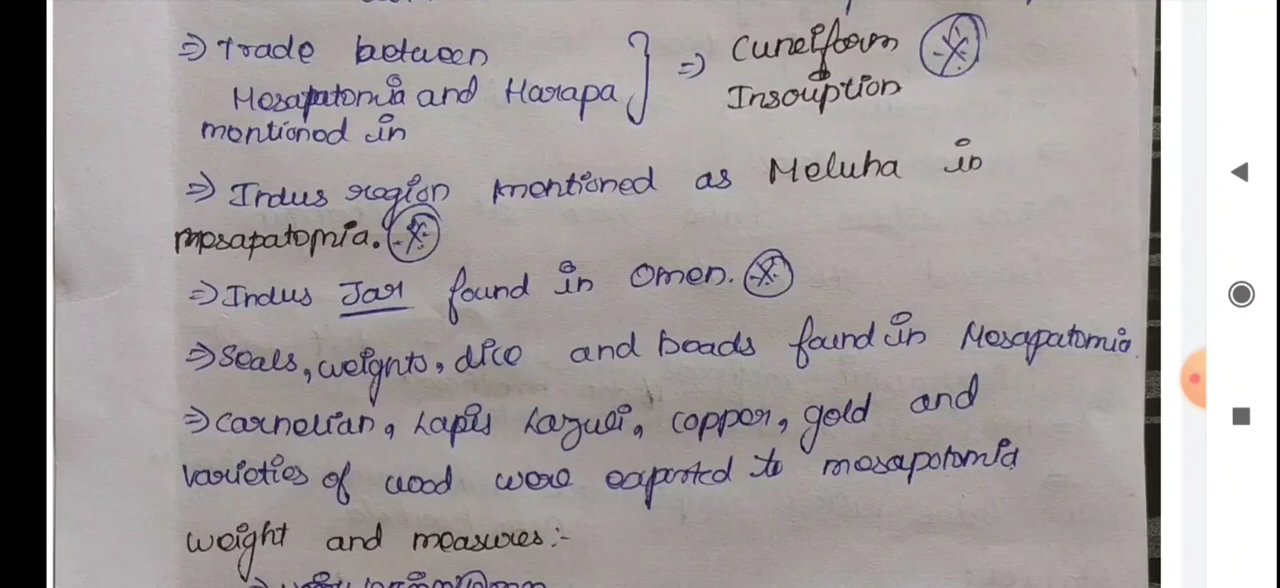 ⇒ Trade between
Mesapatomia and Harapa } ⇒ Cuneiform Inscuption
mentioned in
⇒ Indus region mentioned as Meluha in
mesapatomia.
⇒ Indus Jar found in Omen.
⇒ Seals, weights, dice and beads found in Mesapatomia.
⇒ Carnelian, Lapis Lazuli, copper, gold and
varieties of wood were exported to mesapotomia
weight and measures:-